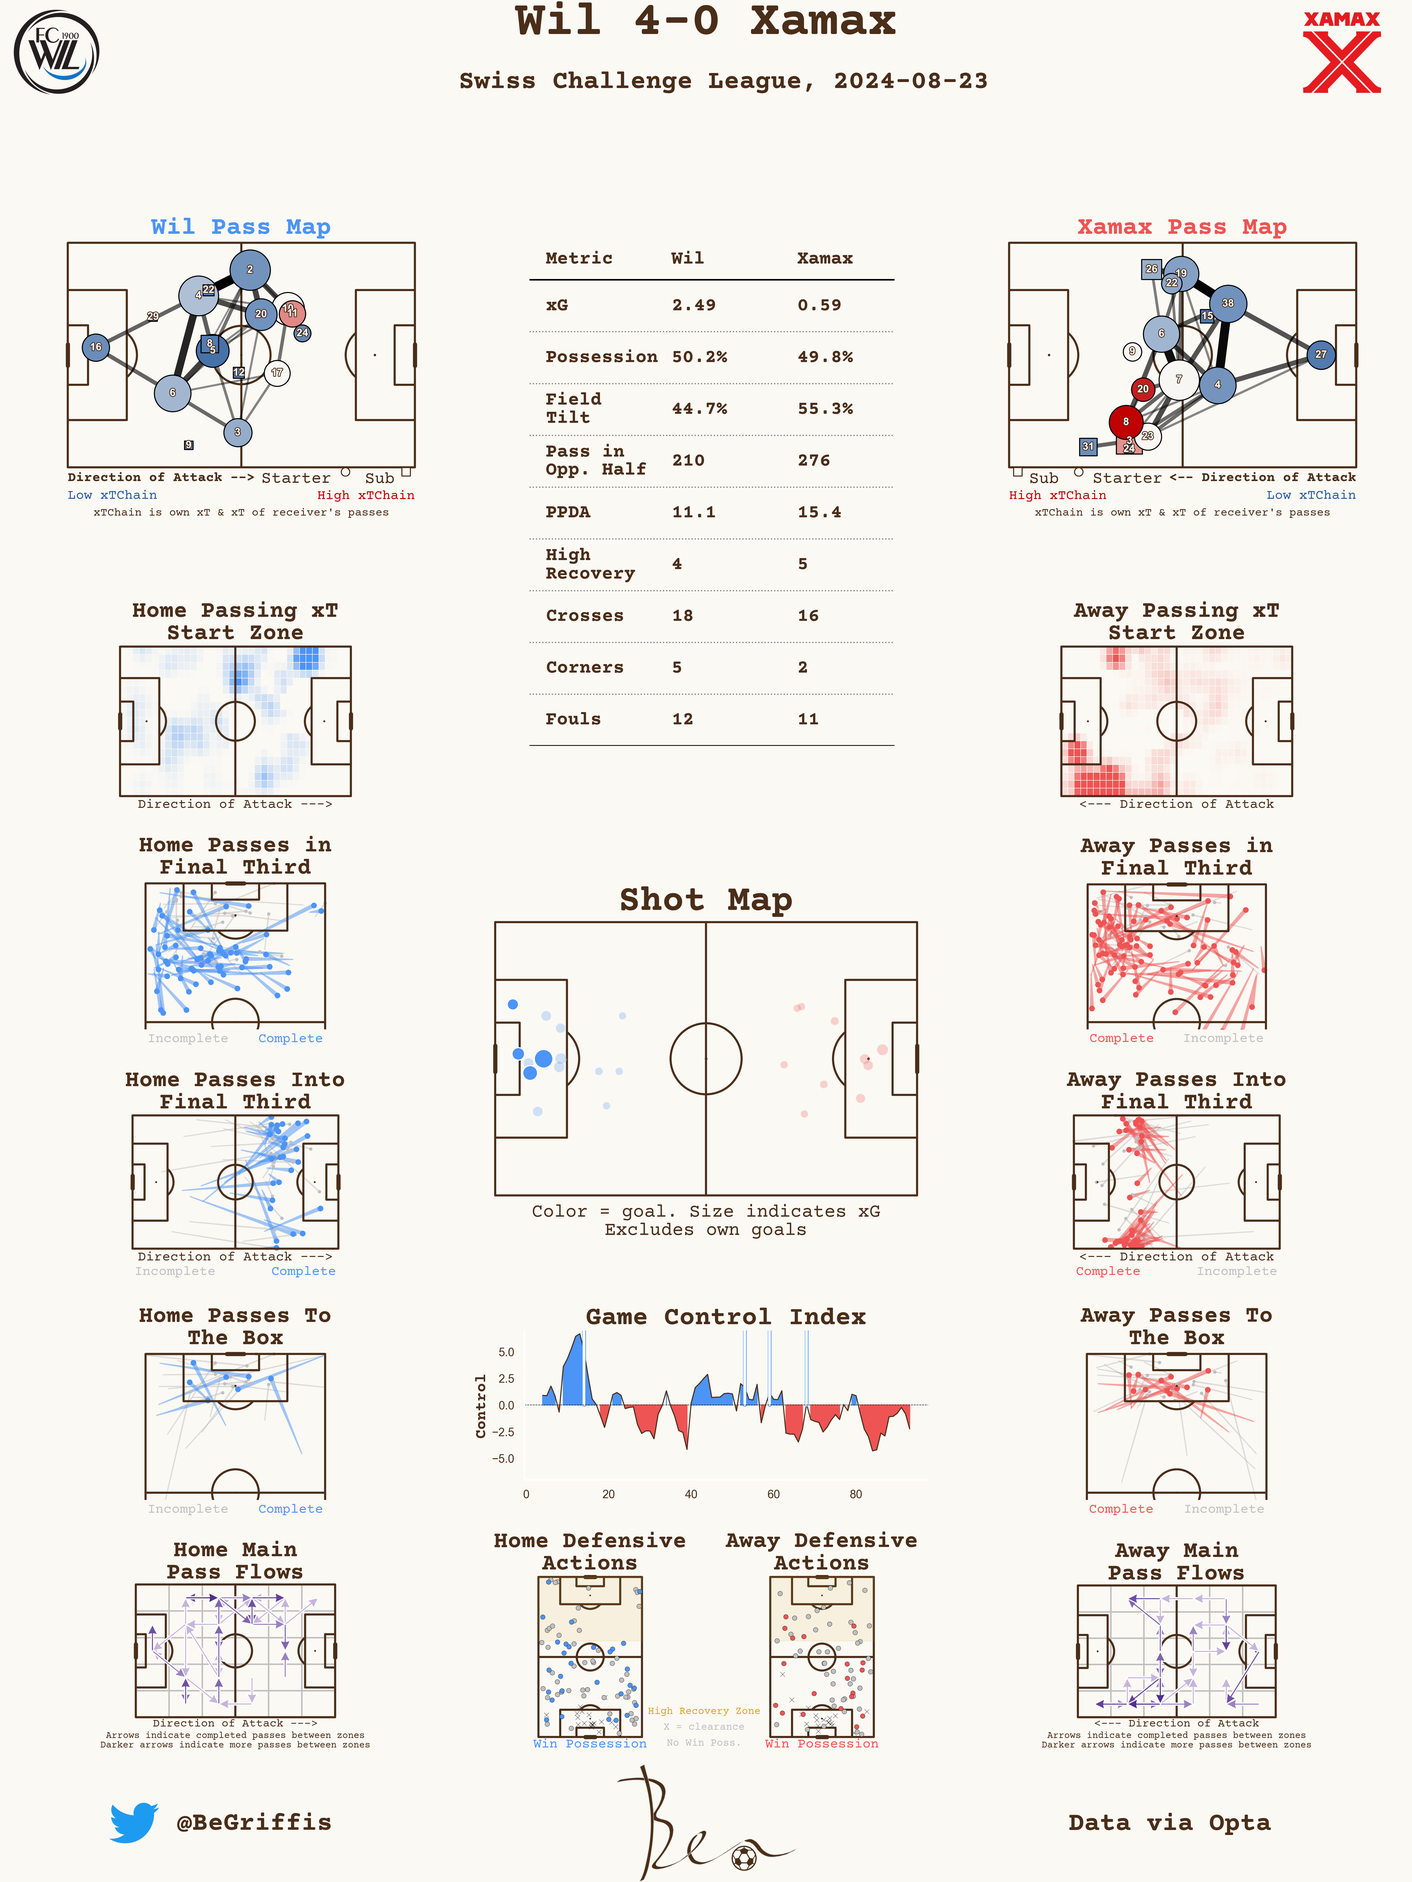 Wil 4-0 Xamax
Swiss Challenge League, 2024-08-23
FC 1900
WIL
XAMAX
Wil Pass Map
2
4
22
10
11
20
24
29
16
8
5
12
17
6
3
9
Direction of Attack --> Starter Sub
Low xTChain High xTChain
xTChain is own xT & xT of receiver's passes
Metric Wil Xamax
xG 2.49 0.59
Possession 50.2% 49.8%
Field
Tilt 44.7% 55.3%
Pass in
Opp. Half 210 276
PPDA 11.1 15.4
High
Recovery 4 5
Crosses 18 16
Corners 5 2
Fouls 12 11
Xamax Pass Map
26
19
22
38
15
6
9
27
7
4
20
8
23
3
24
31
Sub Starter <-- Direction of Attack
High xTChain Low xTChain
xTChain is own xT & xT of receiver's passes
Home Passing xT
Start Zone
Direction of Attack --->
Away Passing xT
Start Zone
<--- Direction of Attack
Home Passes in
Final Third
Incomplete Complete
Away Passes in
Final Third
Complete Incomplete
Shot Map
Color = goal. Size indicates xG
Excludes own goals
Home Passes Into
Final Third
Direction of Attack --->
Incomplete Complete
Away Passes Into
Final Third
<--- Direction of Attack
Complete Incomplete
Home Passes To
The Box
Incomplete Complete
Game Control Index
Control
5.0
2.5
0.0
−2.5
−5.0
0 20 40 60 80
Away Passes To
The Box
Complete Incomplete
Home Main
Pass Flows
Direction of Attack --->
Arrows indicate completed passes between zones
Darker arrows indicate more passes between zones
Home Defensive
Actions
Win Possession
Away Defensive
Actions
Win Possession
High Recovery Zone
X = clearance
No Win Poss.
Away Main
Pass Flows
<--- Direction of Attack
Arrows indicate completed passes between zones
Darker arrows indicate more passes between zones
@BeGriffis
Ben
Data via Opta